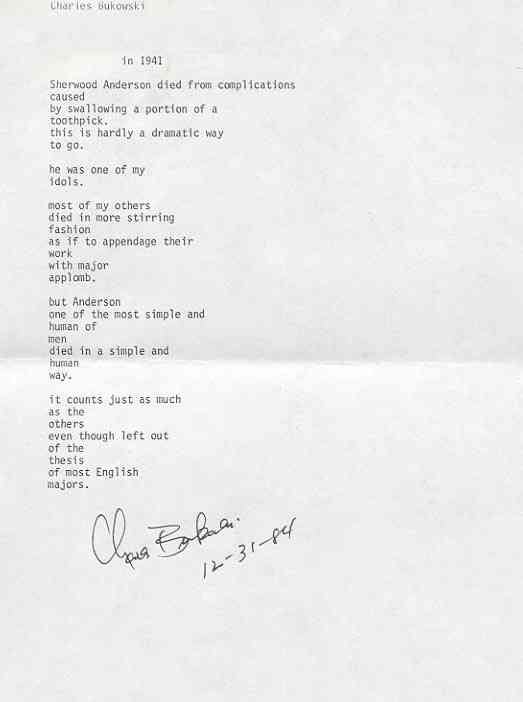 Charles Bukowski
in 1941
Sherwood Anderson died from complications
caused
by swallowing a portion of a
toothpick.
this is hardly a dramatic way
to go.
he was one of my
idols.
most of my others
died in more stirring
fashion
as if to appendage their
work
with major
applomb.
but Anderson
one of the most simple and
human of
men
died in a simple and
human
way.
it counts just as much
as the
others
even though left out
of the
thesis
of most English
majors.
Charles Bukowski
12-31-84